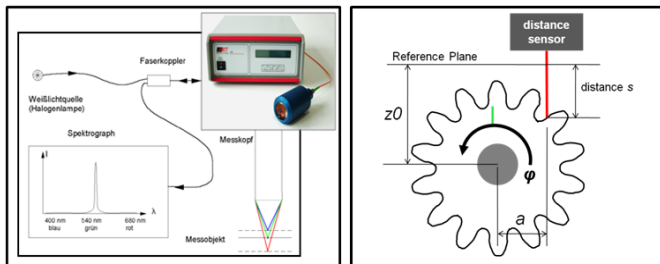 Faserkoppler
Weißlichtquelle
(Halogenlampe)
Spektrograph
I
λ
400 nm
blau
540 nm
grün
680 nm
rot
Messkopf
Messobjekt
distance
sensor
Reference Plane
distance s
z0
φ
a